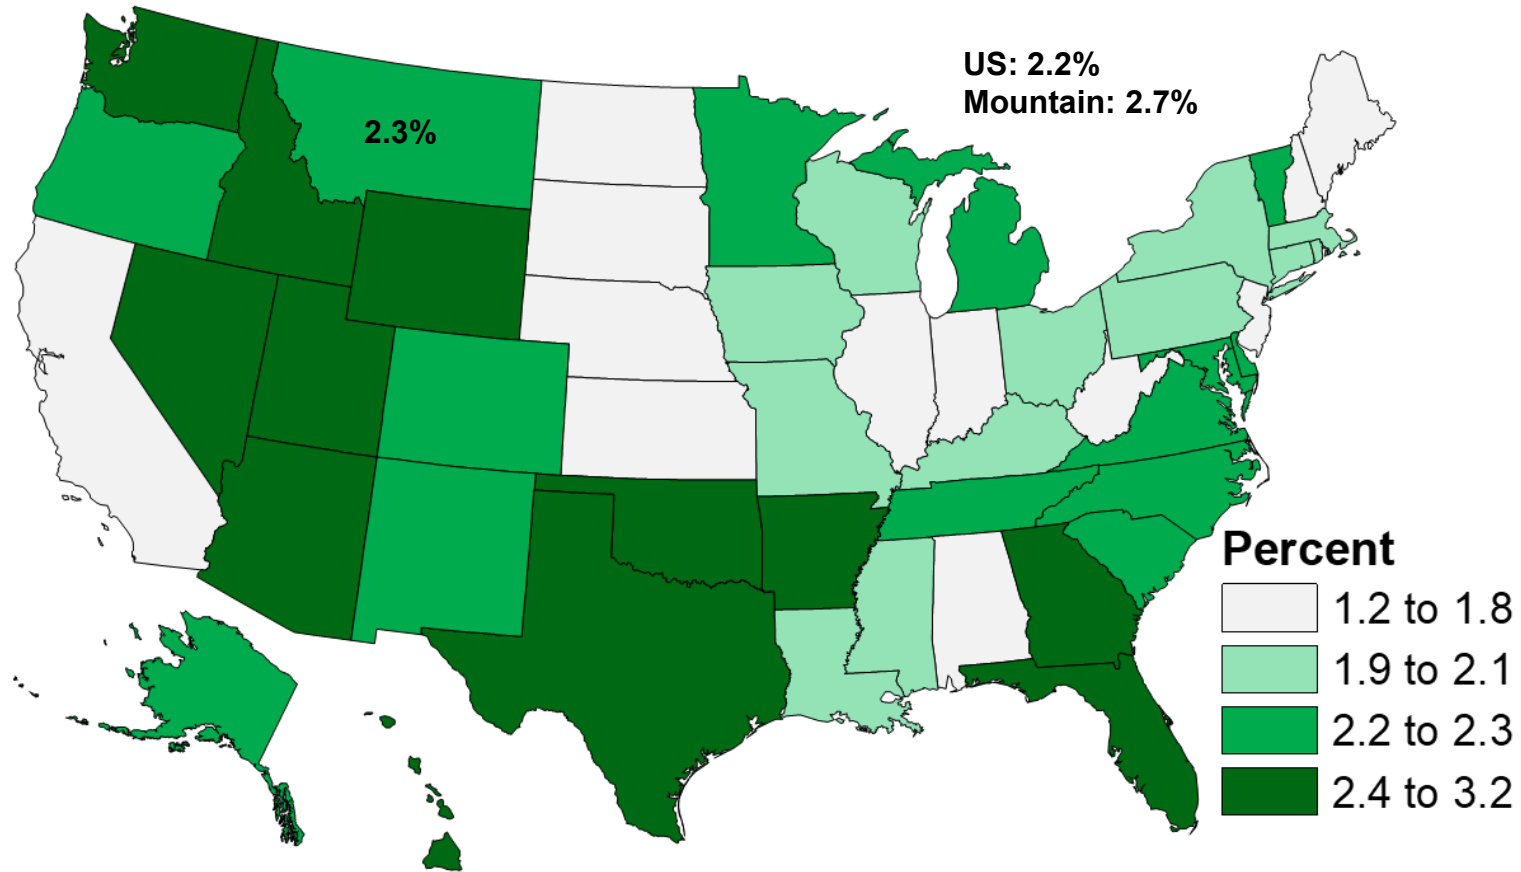 US: 2.2%
Mountain: 2.7%
2.3%
Percent
1.2 to 1.8
1.9 to 2.1
2.2 to 2.3
2.4 to 3.2